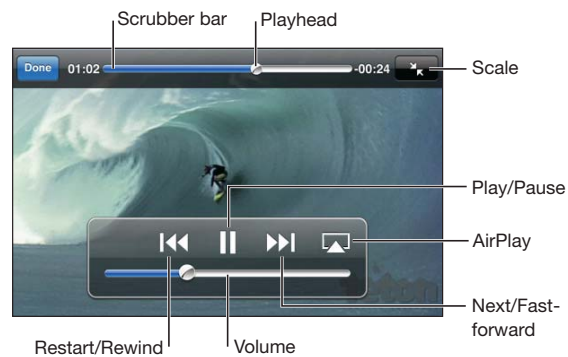 Scrubber bar
Playhead
Done
01:02
-00:24
Scale
Play/Pause
AirPlay
Next/Fast-
forward
Restart/Rewind
Volume